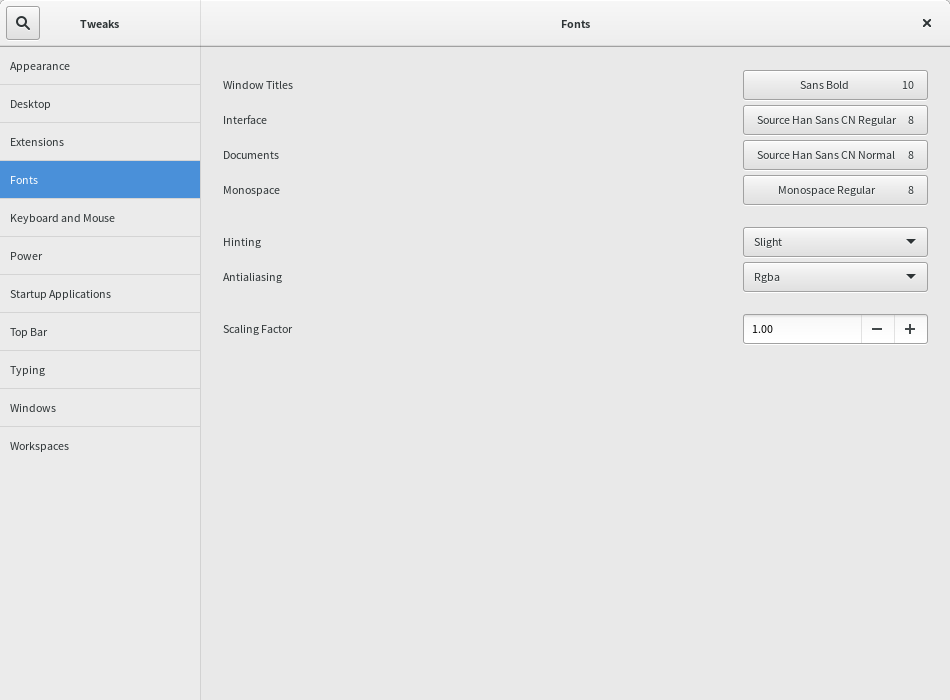 Tweaks
Fonts
Appearance
Desktop
Extensions
Fonts
Keyboard and Mouse
Power
Startup Applications
Top Bar
Typing
Windows
Workspaces
Window Titles Sans Bold 10
Interface Source Han Sans CN Regular 8
Documents Source Han Sans CN Normal 8
Monospace Monospace Regular 8
Hinting Slight
Antialiasing Rgba
Scaling Factor 1.00